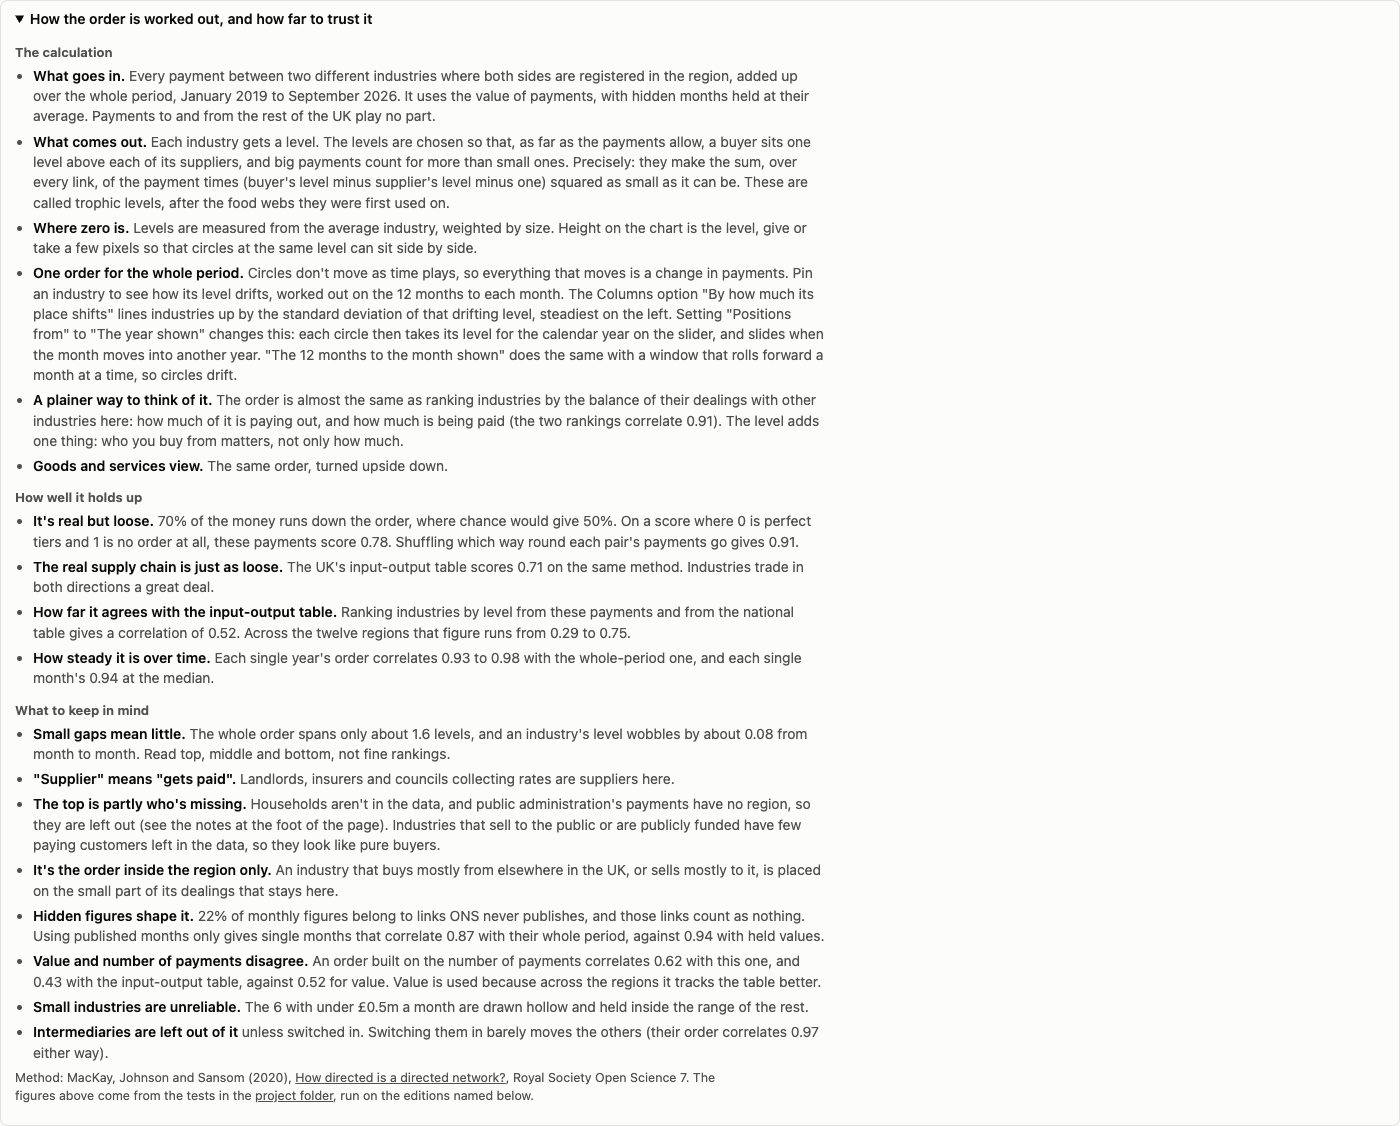 ▼ How the order is worked out, and how far to trust it
The calculation
• What goes in. Every payment between two different industries where both sides are registered in the region, added up
over the whole period, January 2019 to September 2026. It uses the value of payments, with hidden months held at their
average. Payments to and from the rest of the UK play no part.
• What comes out. Each industry gets a level. The levels are chosen so that, as far as the payments allow, a buyer sits one
level above each of its suppliers, and big payments count for more than small ones. Precisely: they make the sum, over
every link, of the payment times (buyer's level minus supplier's level minus one) squared as small as it can be. These are
called trophic levels, after the food webs they were first used on.
• Where zero is. Levels are measured from the average industry, weighted by size. Height on the chart is the level, give or
take a few pixels so that circles at the same level can sit side by side.
• One order for the whole period. Circles don't move as time plays, so everything that moves is a change in payments. Pin
an industry to see how its level drifts, worked out on the 12 months to each month. The Columns option "By how much its
place shifts" lines industries up by the standard deviation of that drifting level, steadiest on the left. Setting "Positions
from" to "The year shown" changes this: each circle then takes its level for the calendar year on the slider, and slides when
the month moves into another year. "The 12 months to the month shown" does the same with a window that rolls forward a
month at a time, so circles drift.
• A plainer way to think of it. The order is almost the same as ranking industries by the balance of their dealings with other
industries here: how much of it is paying out, and how much is being paid (the two rankings correlate 0.91). The level adds
one thing: who you buy from matters, not only how much.
• Goods and services view. The same order, turned upside down.
How well it holds up
• It's real but loose. 70% of the money runs down the order, where chance would give 50%. On a score where 0 is perfect
tiers and 1 is no order at all, these payments score 0.78. Shuffling which way round each pair's payments go gives 0.91.
• The real supply chain is just as loose. The UK's input-output table scores 0.71 on the same method. Industries trade in
both directions a great deal.
• How far it agrees with the input-output table. Ranking industries by level from these payments and from the national
table gives a correlation of 0.52. Across the twelve regions that figure runs from 0.29 to 0.75.
• How steady it is over time. Each single year's order correlates 0.93 to 0.98 with the whole-period one, and each single
month's 0.94 at the median.
What to keep in mind
• Small gaps mean little. The whole order spans only about 1.6 levels, and an industry's level wobbles by about 0.08 from
month to month. Read top, middle and bottom, not fine rankings.
• "Supplier" means "gets paid". Landlords, insurers and councils collecting rates are suppliers here.
• The top is partly who's missing. Households aren't in the data, and public administration's payments have no region, so
they are left out (see the notes at the foot of the page). Industries that sell to the public or are publicly funded have few
paying customers left in the data, so they look like pure buyers.
• It's the order inside the region only. An industry that buys mostly from elsewhere in the UK, or sells mostly to it, is placed
on the small part of its dealings that stays here.
• Hidden figures shape it. 22% of monthly figures belong to links ONS never publishes, and those links count as nothing.
Using published months only gives single months that correlate 0.87 with their whole period, against 0.94 with held values.
• Value and number of payments disagree. An order built on the number of payments correlates 0.62 with this one, and
0.43 with the input-output table, against 0.52 for value. Value is used because across the regions it tracks the table better.
• Small industries are unreliable. The 6 with under £0.5m a month are drawn hollow and held inside the range of the rest.
• Intermediaries are left out of it unless switched in. Switching them in barely moves the others (their order correlates 0.97
either way).
Method: MacKay, Johnson and Sansom (2020), How directed is a directed network?, Royal Society Open Science 7. The
figures above come from the tests in the project folder, run on the editions named below.